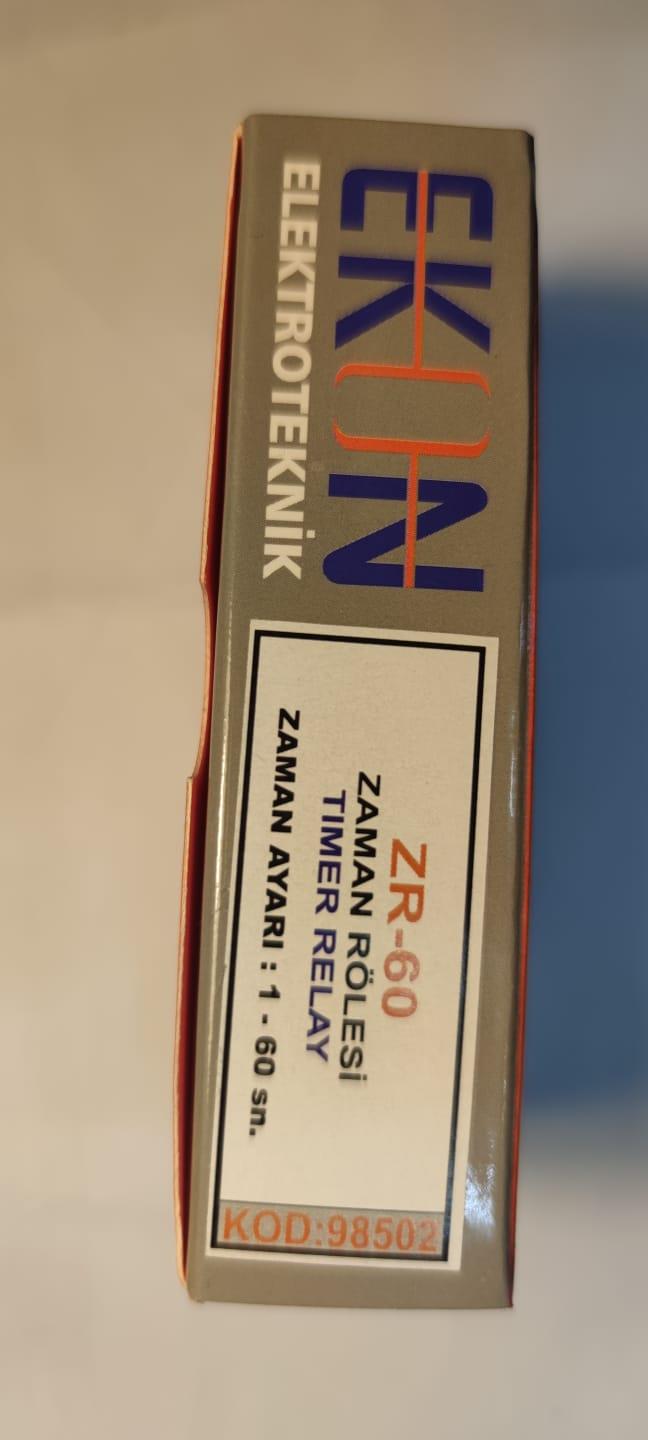 EKON
ELEKTROTEKNİK
ZR-60
ZAMAN RÖLESİ
TIMER RELAY
ZAMAN AYARI : 1 - 60 sn.
KOD:98502